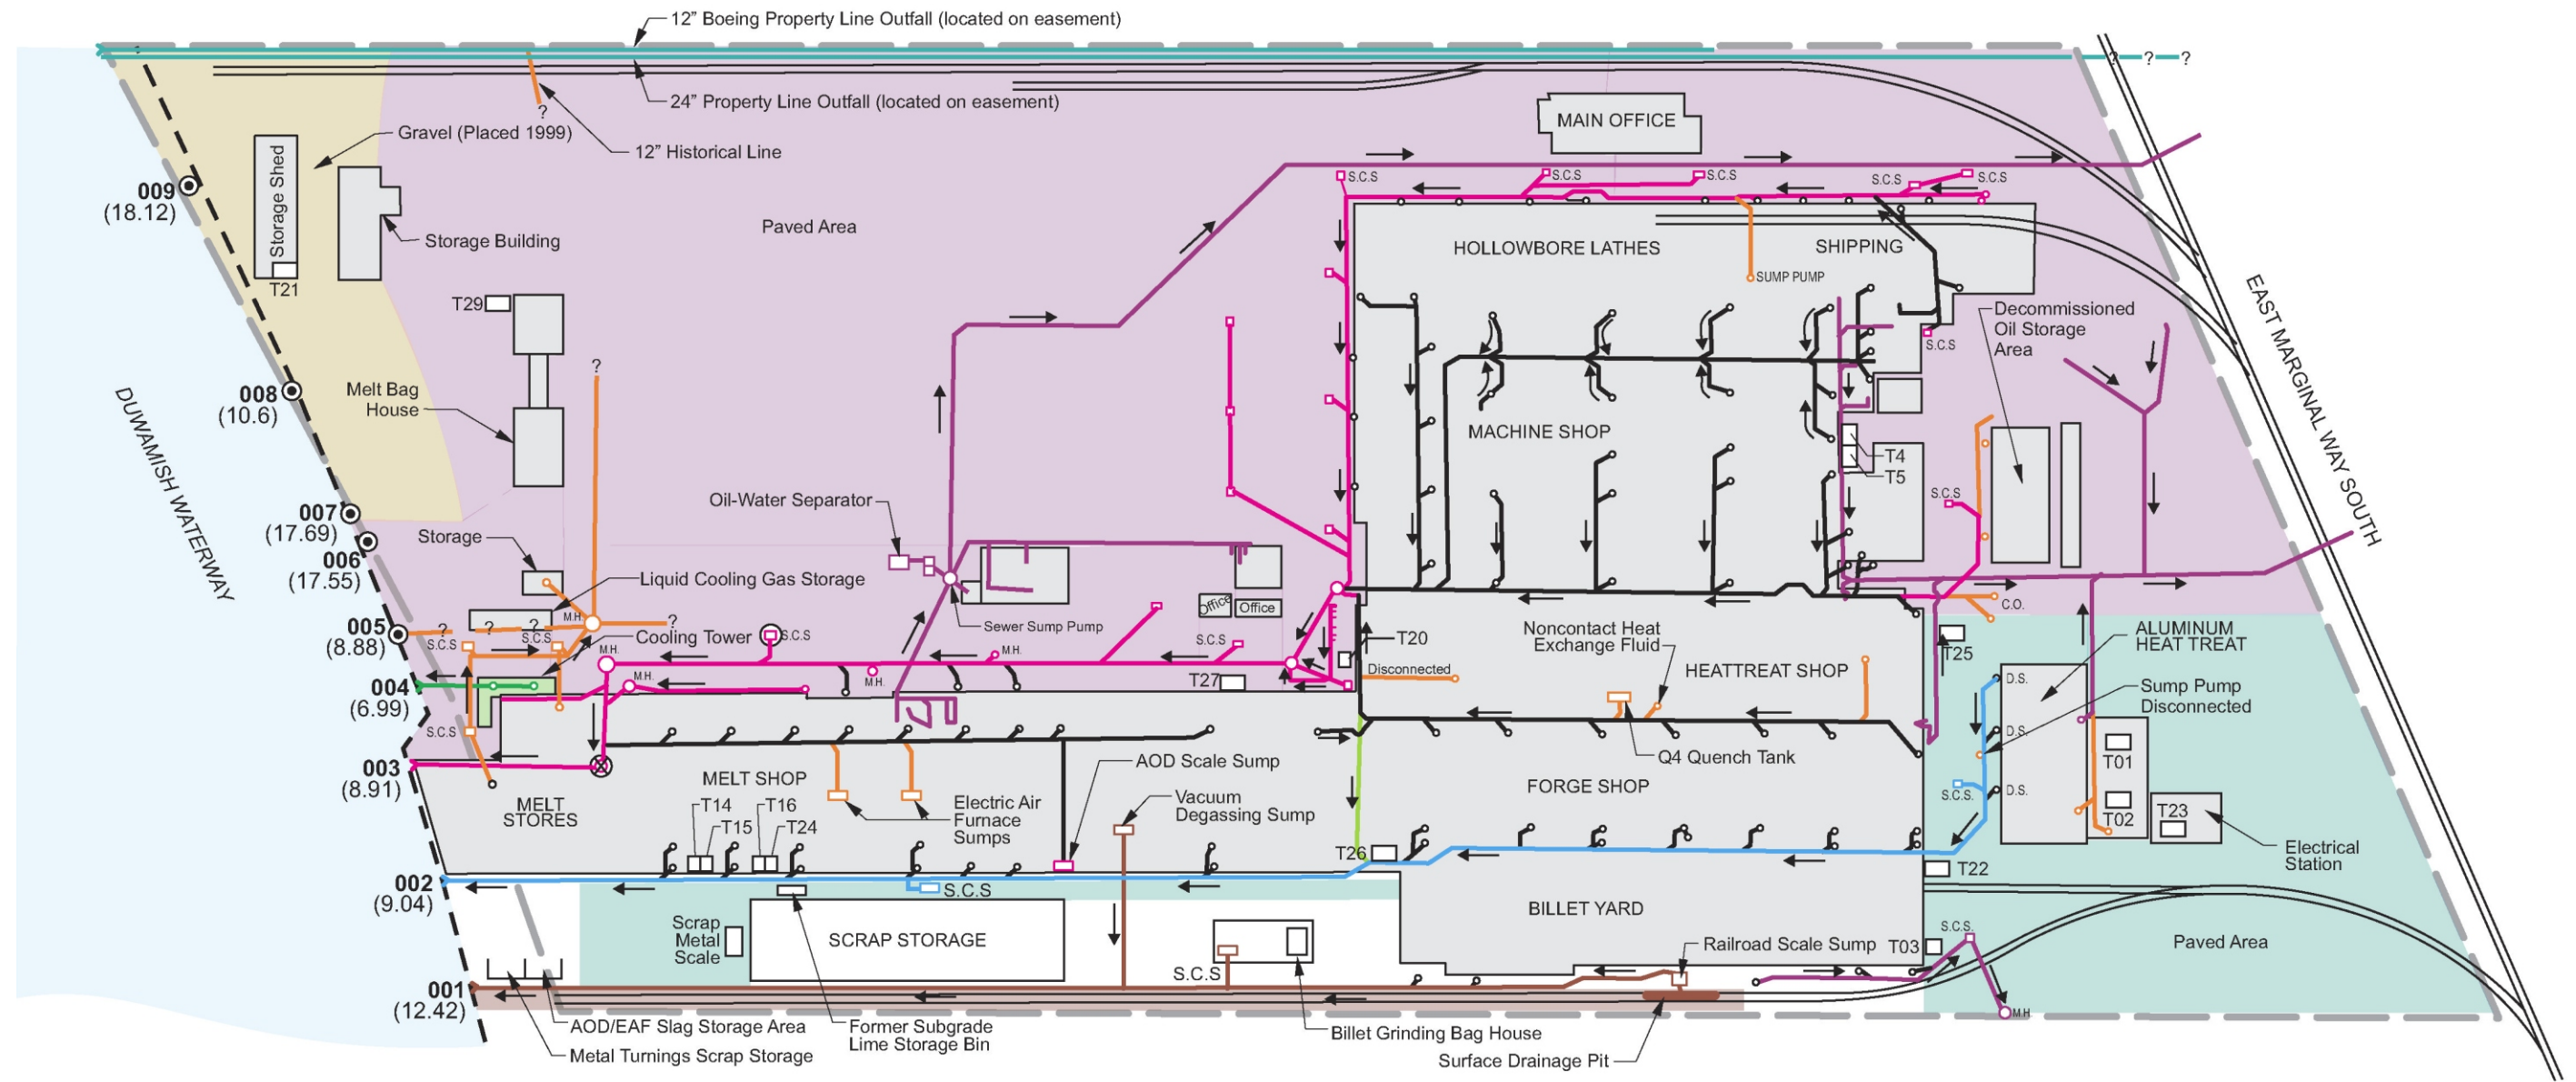 12” Boeing Property Line Outfall (located on easement)
? ? ?
24” Property Line Outfall (located on easement)
?
MAIN OFFICE
Gravel (Placed 1999)
12” Historical Line
Storage Shed
009
(18.12)
S.C.S
S.C.S
S.C.S
S.C.S
S.C.S
Paved Area
Storage Building
HOLLOWBORE LATHES
SHIPPING
SUMP PUMP
T21
T29
EAST MARGINAL WAY SOUTH
Decommissioned
Oil Storage
Area
S.C.S
?
008
(10.6)
Melt Bag
House
DUWAMISH WATERWAY
MACHINE SHOP
T4
T5
Oil-Water Separator
S.C.S
007
(17.69)
006
(17.55)
Storage
Liquid Cooling Gas Storage
Office
Office
C.O.
M.H.
?
Sewer Sump Pump
005
(8.88)
? ? ?
S.C.S
S.C.S
Cooling Tower
S.C.S
S.C.S
T20
Noncontact Heat
Exchange Fluid
HEATTREAT SHOP
T25
ALUMINUM
HEAT TREAT
M.H.
M.H.
M.H.
M.H.
Disconnected
T27
D.S.
Sump Pump
Disconnected
004
(6.99)
S.C.S
D.S.
Q4 Quench Tank
T01
003
(8.91)
MELT SHOP
AOD Scale Sump
FORGE SHOP
D.S.
S.C.S.
MELT
STORES
T14
T16
T15
T24
Electric Air
Furnace
Sumps
Vacuum
Degassing Sump
T02
T23
T26
T22
Electrical
Station
002
(9.04)
S.C.S
Scrap
Metal
Scale
SCRAP STORAGE
BILLET YARD
S.C.S.
Railroad Scale Sump
T03
Paved Area
S.C.S
001
(12.42)
M.H
AOD/EAF Slag Storage Area
Former Subgrade
Lime Storage Bin
Billet Grinding Bag House
Metal Turnings Scrap Storage
Surface Drainage Pit